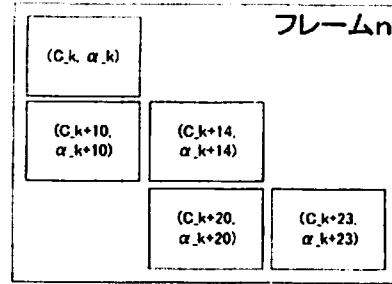 フレームn
(C_k, α_k)
(C_k+10,
α_k+10)
(C_k+14,
α_k+14)
(C_k+20,
α_k+20)
(C_k+23,
α_k+23)